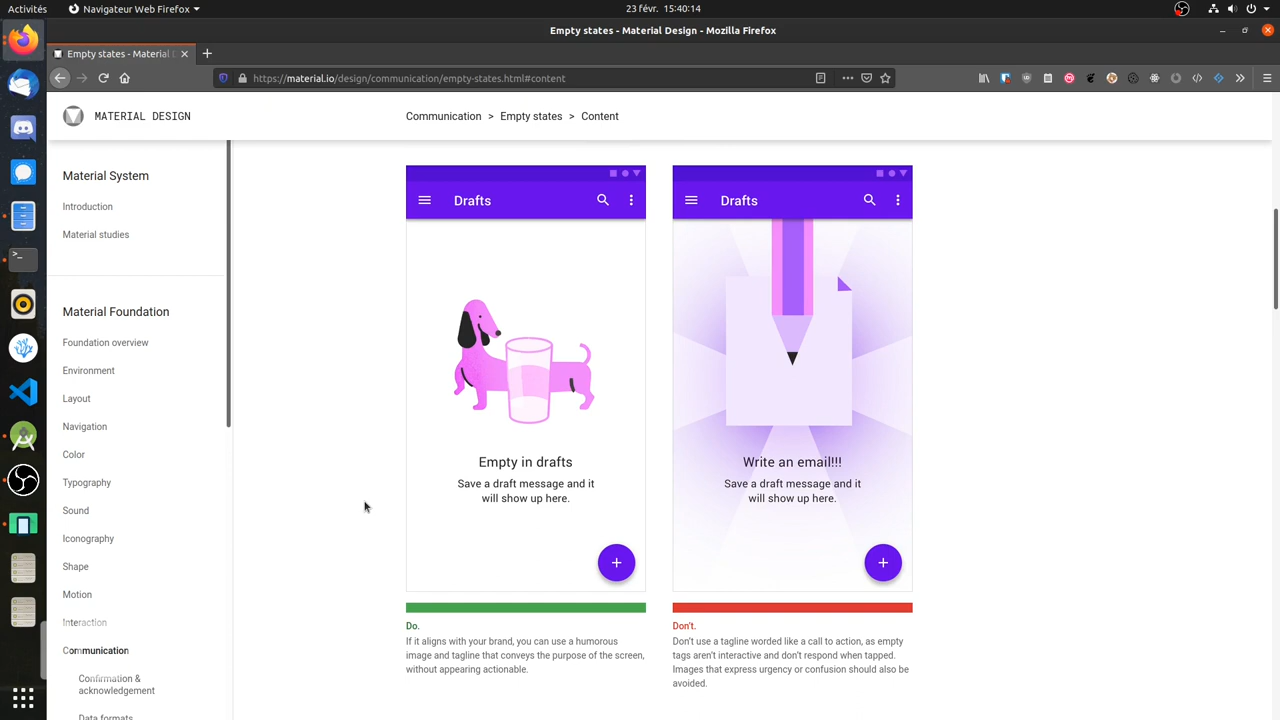 Activités
Navigateur Web Firefox
23 févr. 15:40:14
Empty states - Material Design - Mozilla Firefox
Empty states - Material D
https://material.io/design/communication/empty-states.html#content
MATERIAL DESIGN
Communication > Empty states > Content
Material System
Introduction
Material studies
Material Foundation
Foundation overview
Environment
Layout
Navigation
Color
Typography
Sound
Iconography
Shape
Motion
Interaction
Communication
Confirmation &
acknowledgement
Data formats
Drafts
Empty in drafts
Save a draft message and it
will show up here.
Do.
If it aligns with your brand, you can use a humorous
image and tagline that conveys the purpose of the screen,
without appearing actionable.
Drafts
Write an email!!!
Save a draft message and it
will show up here.
Don't.
Don't use a tagline worded like a call to action, as empty
tags aren't interactive and don't respond when tapped.
Images that express urgency or confusion should also be
avoided.